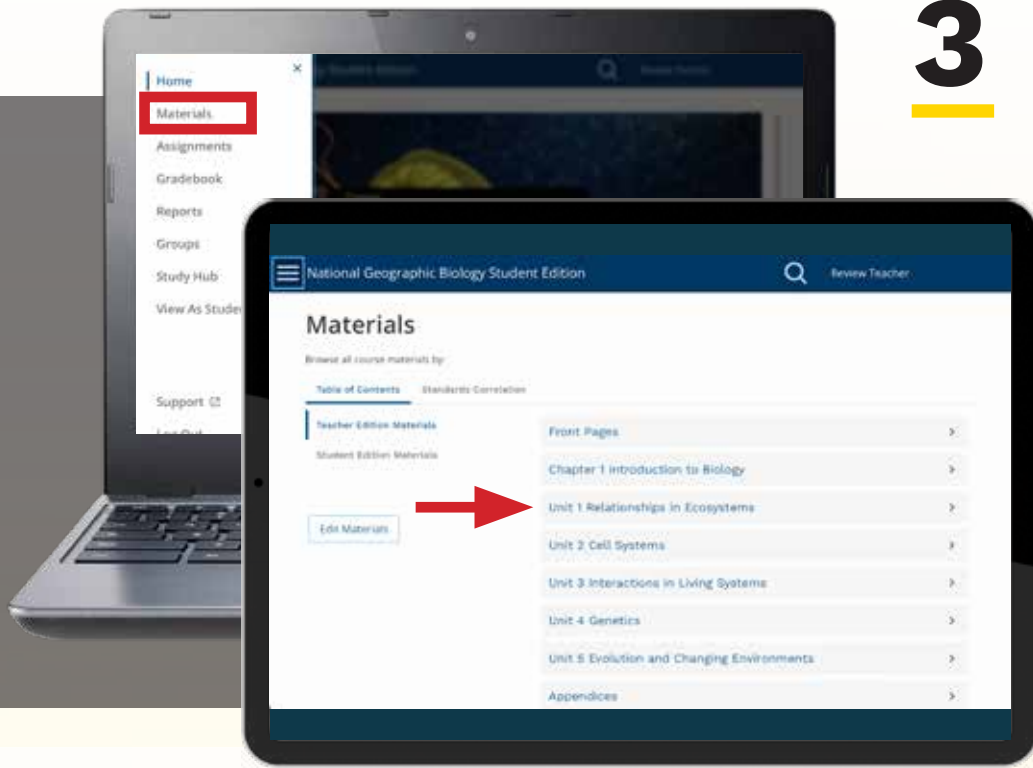 3
Home
×
Materials
Assignments
Gradebook
Reports
Groups
Study Hub
View As Studen
Support
Log Out
National Geographic Biology Student Edition
Review Teacher
Materials
Browse all course materials by:
Table of Contents Standards Correlation
Teacher Edition Materials
Student Edition Materials
Edit Materials
Front Pages
Chapter 1 Introduction to Biology
Unit 1 Relationships in Ecosystems
Unit 2 Cell Systems
Unit 3 Interactions in Living Systems
Unit 4 Genetics
Unit 5 Evolution and Changing Environments
Appendices